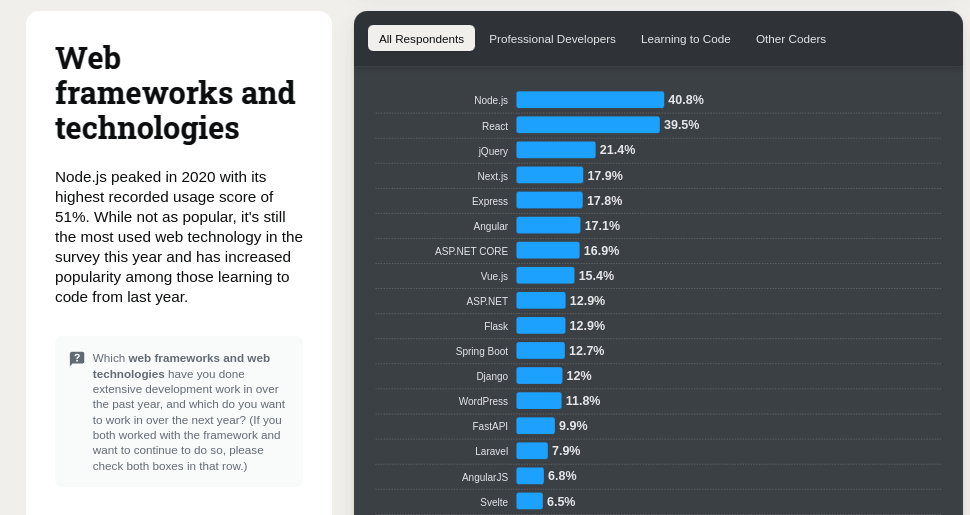 Web
frameworks and
technologies
Node.js peaked in 2020 with its
highest recorded usage score of
51%. While not as popular, it's still
the most used web technology in the
survey this year and has increased
popularity among those learning to
code from last year.
Which web frameworks and web
technologies have you done
extensive development work in over
the past year, and which do you want
to work in over the next year? (If you
both worked with the framework and
want to continue to do so, please
check both boxes in that row.)
All Respondents Professional Developers Learning to Code Other Coders
Node.js 40.8%
React 39.5%
jQuery 21.4%
Next.js 17.9%
Express 17.8%
Angular 17.1%
ASP.NET CORE 16.9%
Vue.js 15.4%
ASP.NET 12.9%
Flask 12.9%
Spring Boot 12.7%
Django 12%
WordPress 11.8%
FastAPI 9.9%
Laravel 7.9%
AngularJS 6.8%
Svelte 6.5%